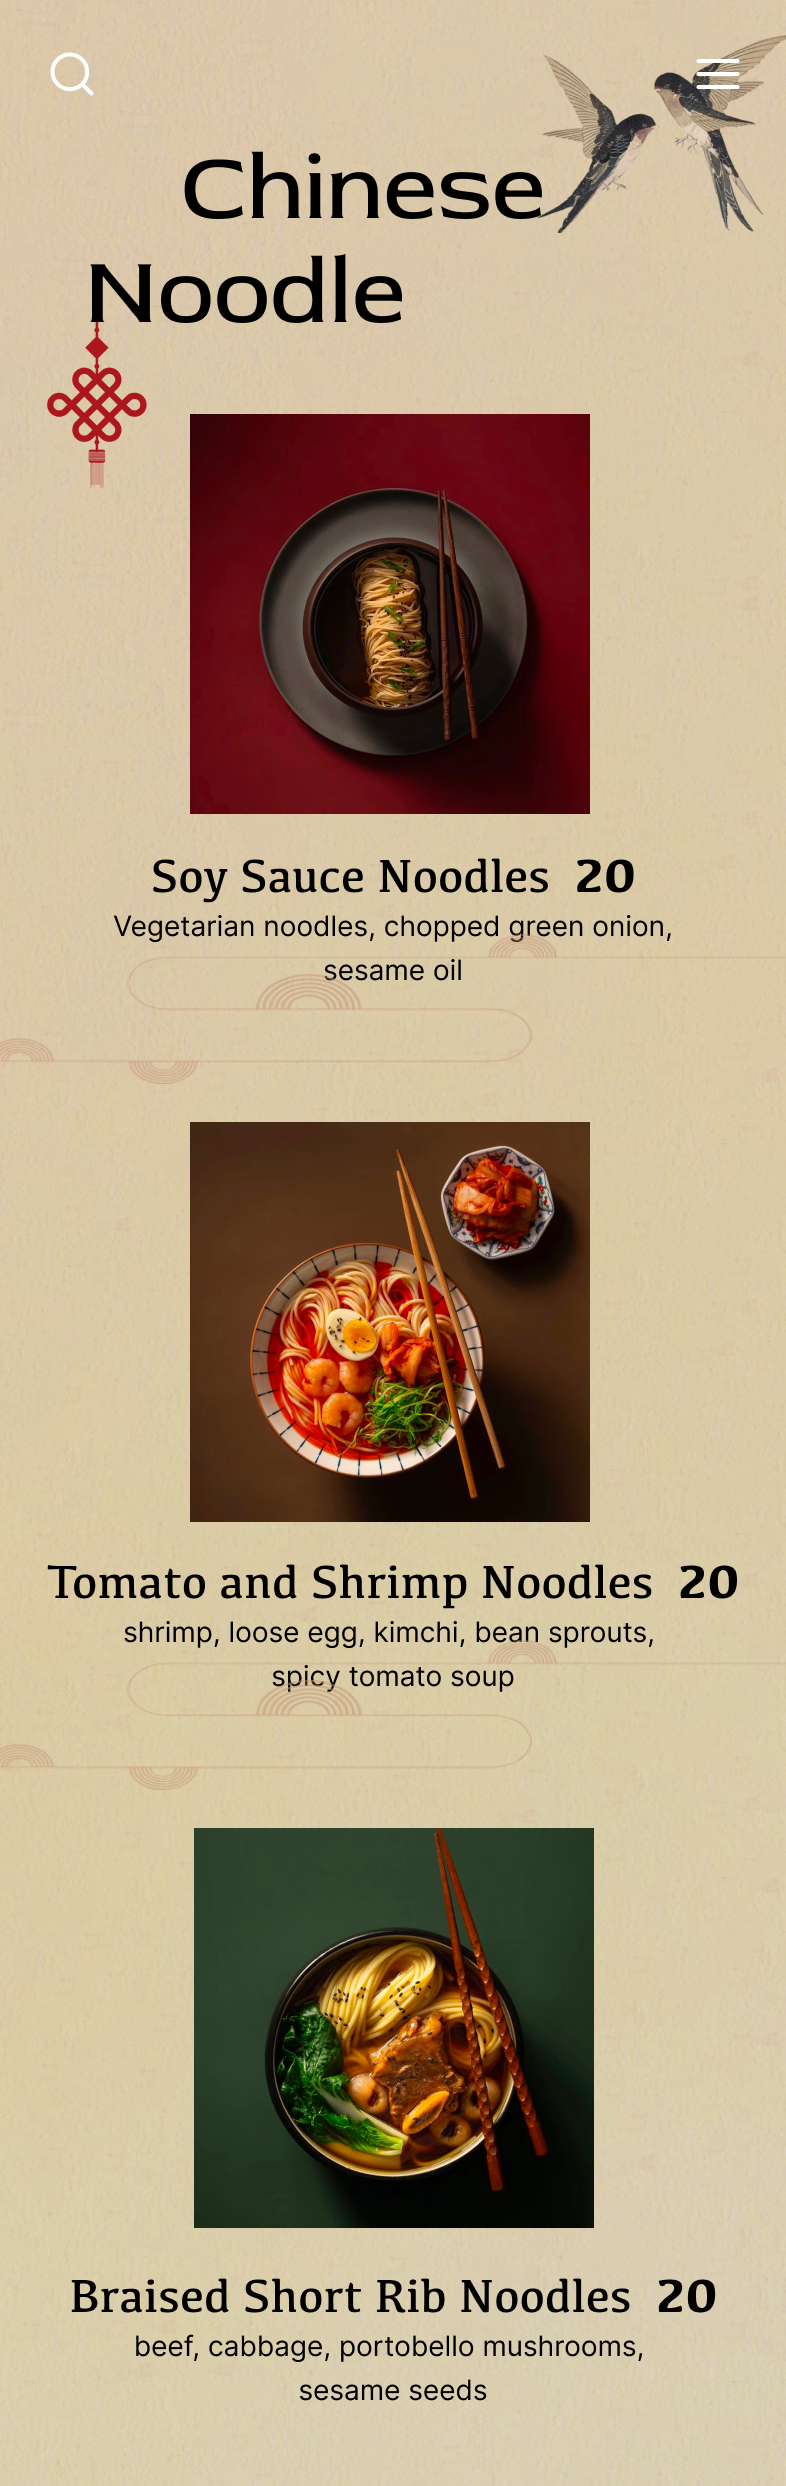 Chinese
Noodle
Soy Sauce Noodles 20
Vegetarian noodles, chopped green onion,
sesame oil
Tomato and Shrimp Noodles 20
shrimp, loose egg, kimchi, bean sprouts,
spicy tomato soup
Braised Short Rib Noodles 20
beef, cabbage, portobello mushrooms,
sesame seeds